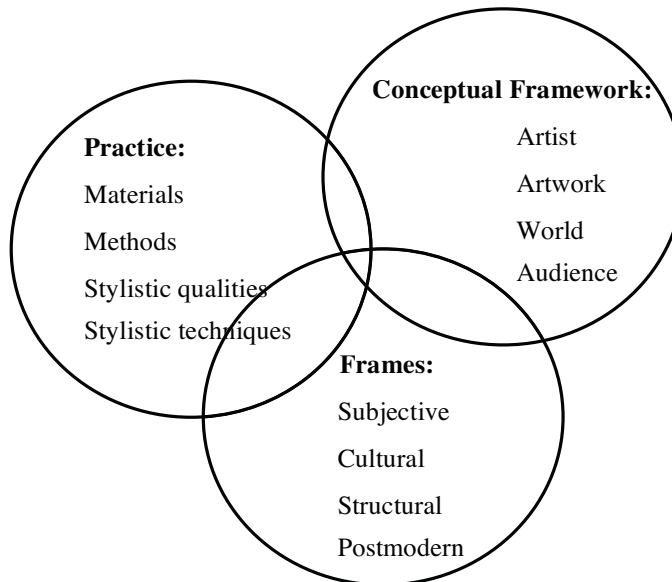 Conceptual Framework:
Artist
Artwork
World
Audience
Practice:
Materials
Methods
Stylistic qualities
Stylistic techniques
Frames:
Subjective
Cultural
Structural
Postmodern